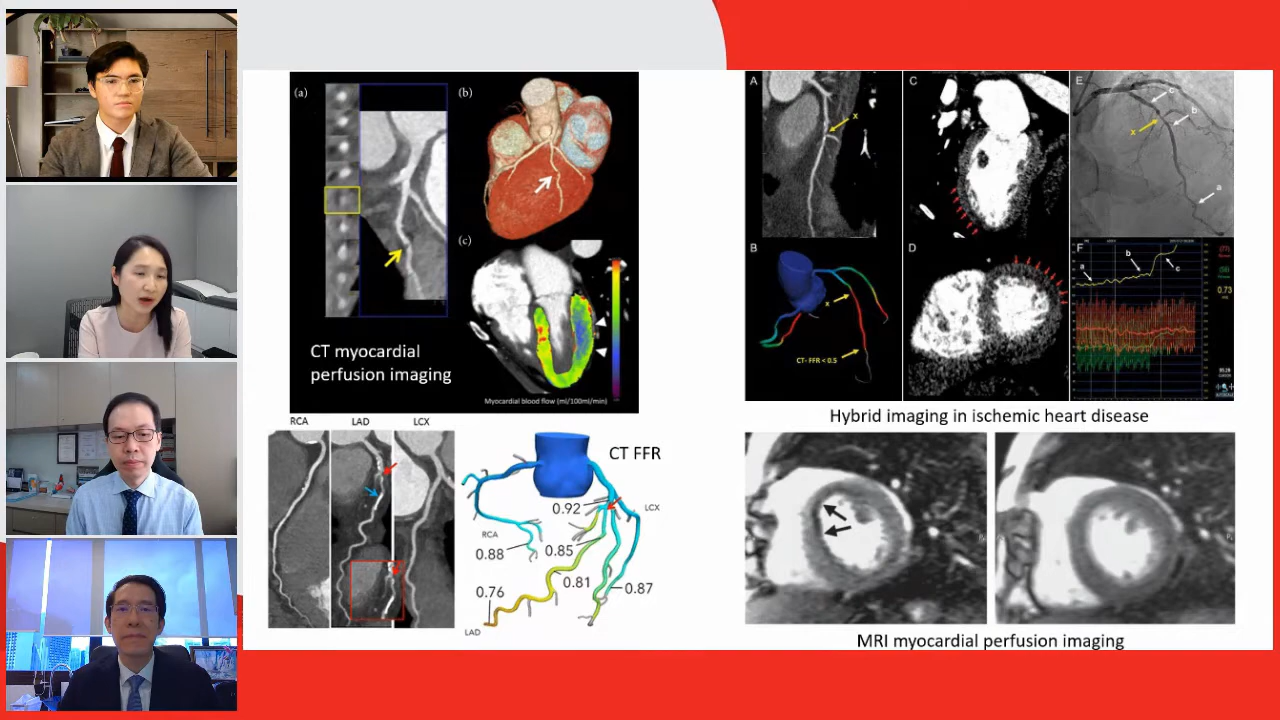 (a)
(b)
(c)
CT myocardial
perfusion imaging
Myocardial blood flow (ml/100ml/min)
RCA
LAD
LCX
CT FFR
0.92
LCX
RCA
0.88
0.85
0.81
0.87
0.76
LAD
A
x
C
E
c
b
x
a
B
x
CT- FFR < 0.5
D
F
a
b
c
0.73
Hybrid imaging in ischemic heart disease
MRI myocardial perfusion imaging